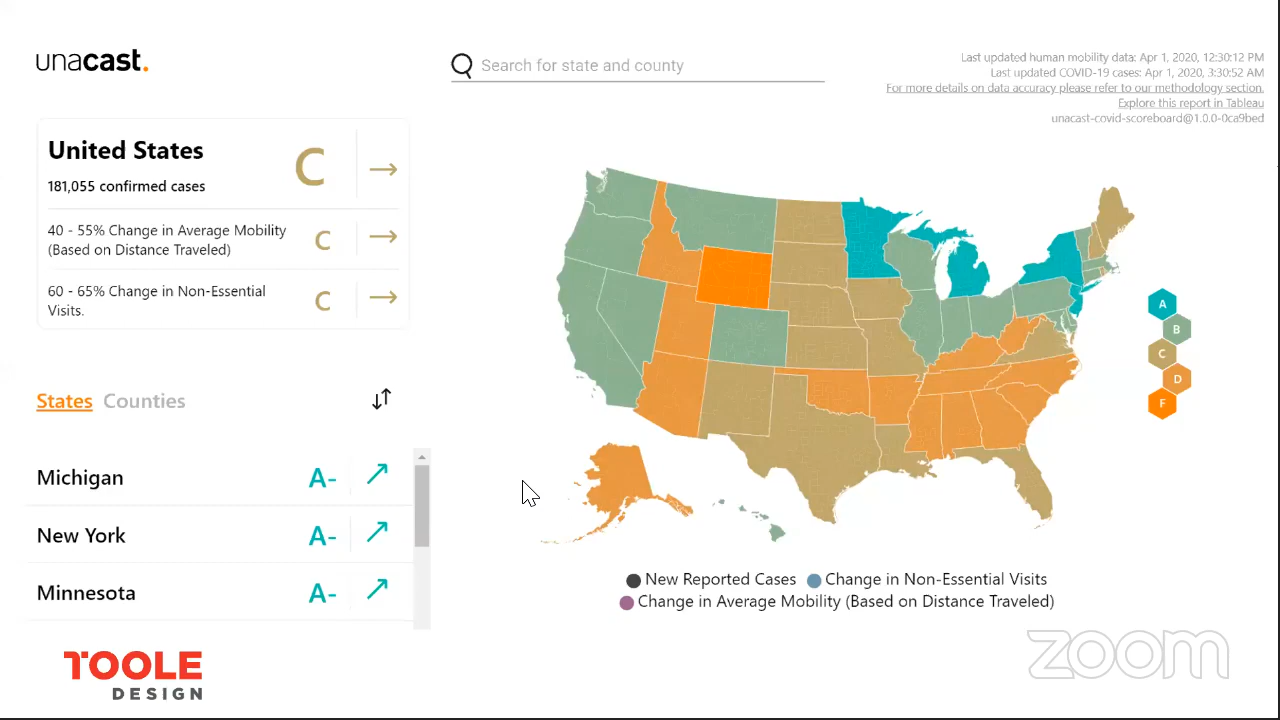 unacast.
Search for state and county
Last updated human mobility data: Apr 1, 2020, 12:30:12 PM
Last updated COVID-19 cases: Apr 1, 2020, 3:30:52 AM
For more details on data accuracy please refer to our methodology section.
Explore this report in Tableau
unacast-covid-scoreboard@1.0.0-0ca9bed
United States
C
181,055 confirmed cases
40 - 55% Change in Average Mobility
(Based on Distance Traveled)
C
60 - 65% Change in Non-Essential
Visits.
C
States Counties
Michigan A-
New York A-
Minnesota A-
A
B
C
D
F
New Reported Cases Change in Non-Essential Visits
Change in Average Mobility (Based on Distance Traveled)
TOOLE
DESIGN
zoom